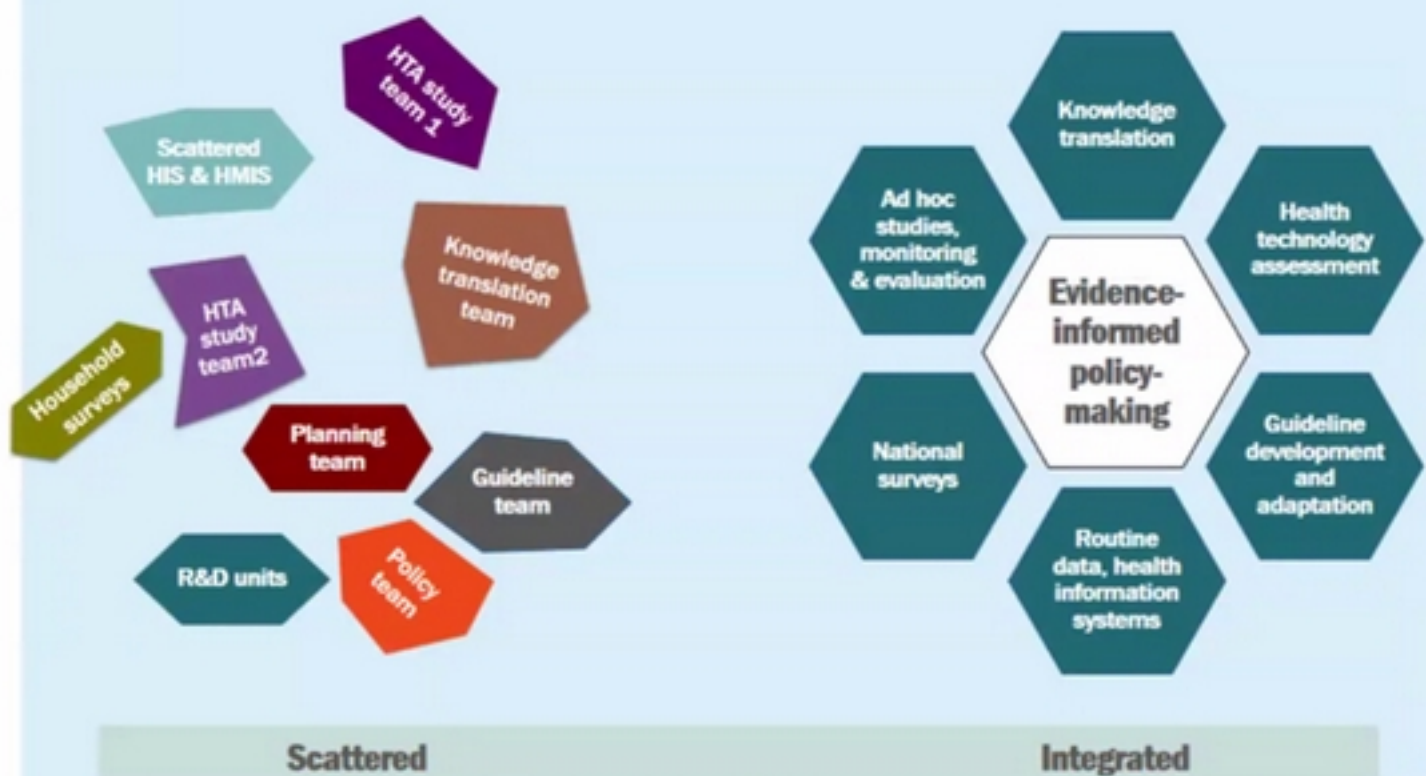 HTA study
team 1
Scattered
HIS & HMIS
Knowledge
translation
team
HTA
study
team2
Household
surveys
Planning
team
Guideline
team
R&D units
Policy
team
Scattered
Knowledge
translation
Ad hoc
studies,
monitoring
& evaluation
Health
technology
assessment
Evidence-
informed
policy-
making
National
surveys
Guideline
development
and
adaptation
Routine
data, health
information
systems
Integrated